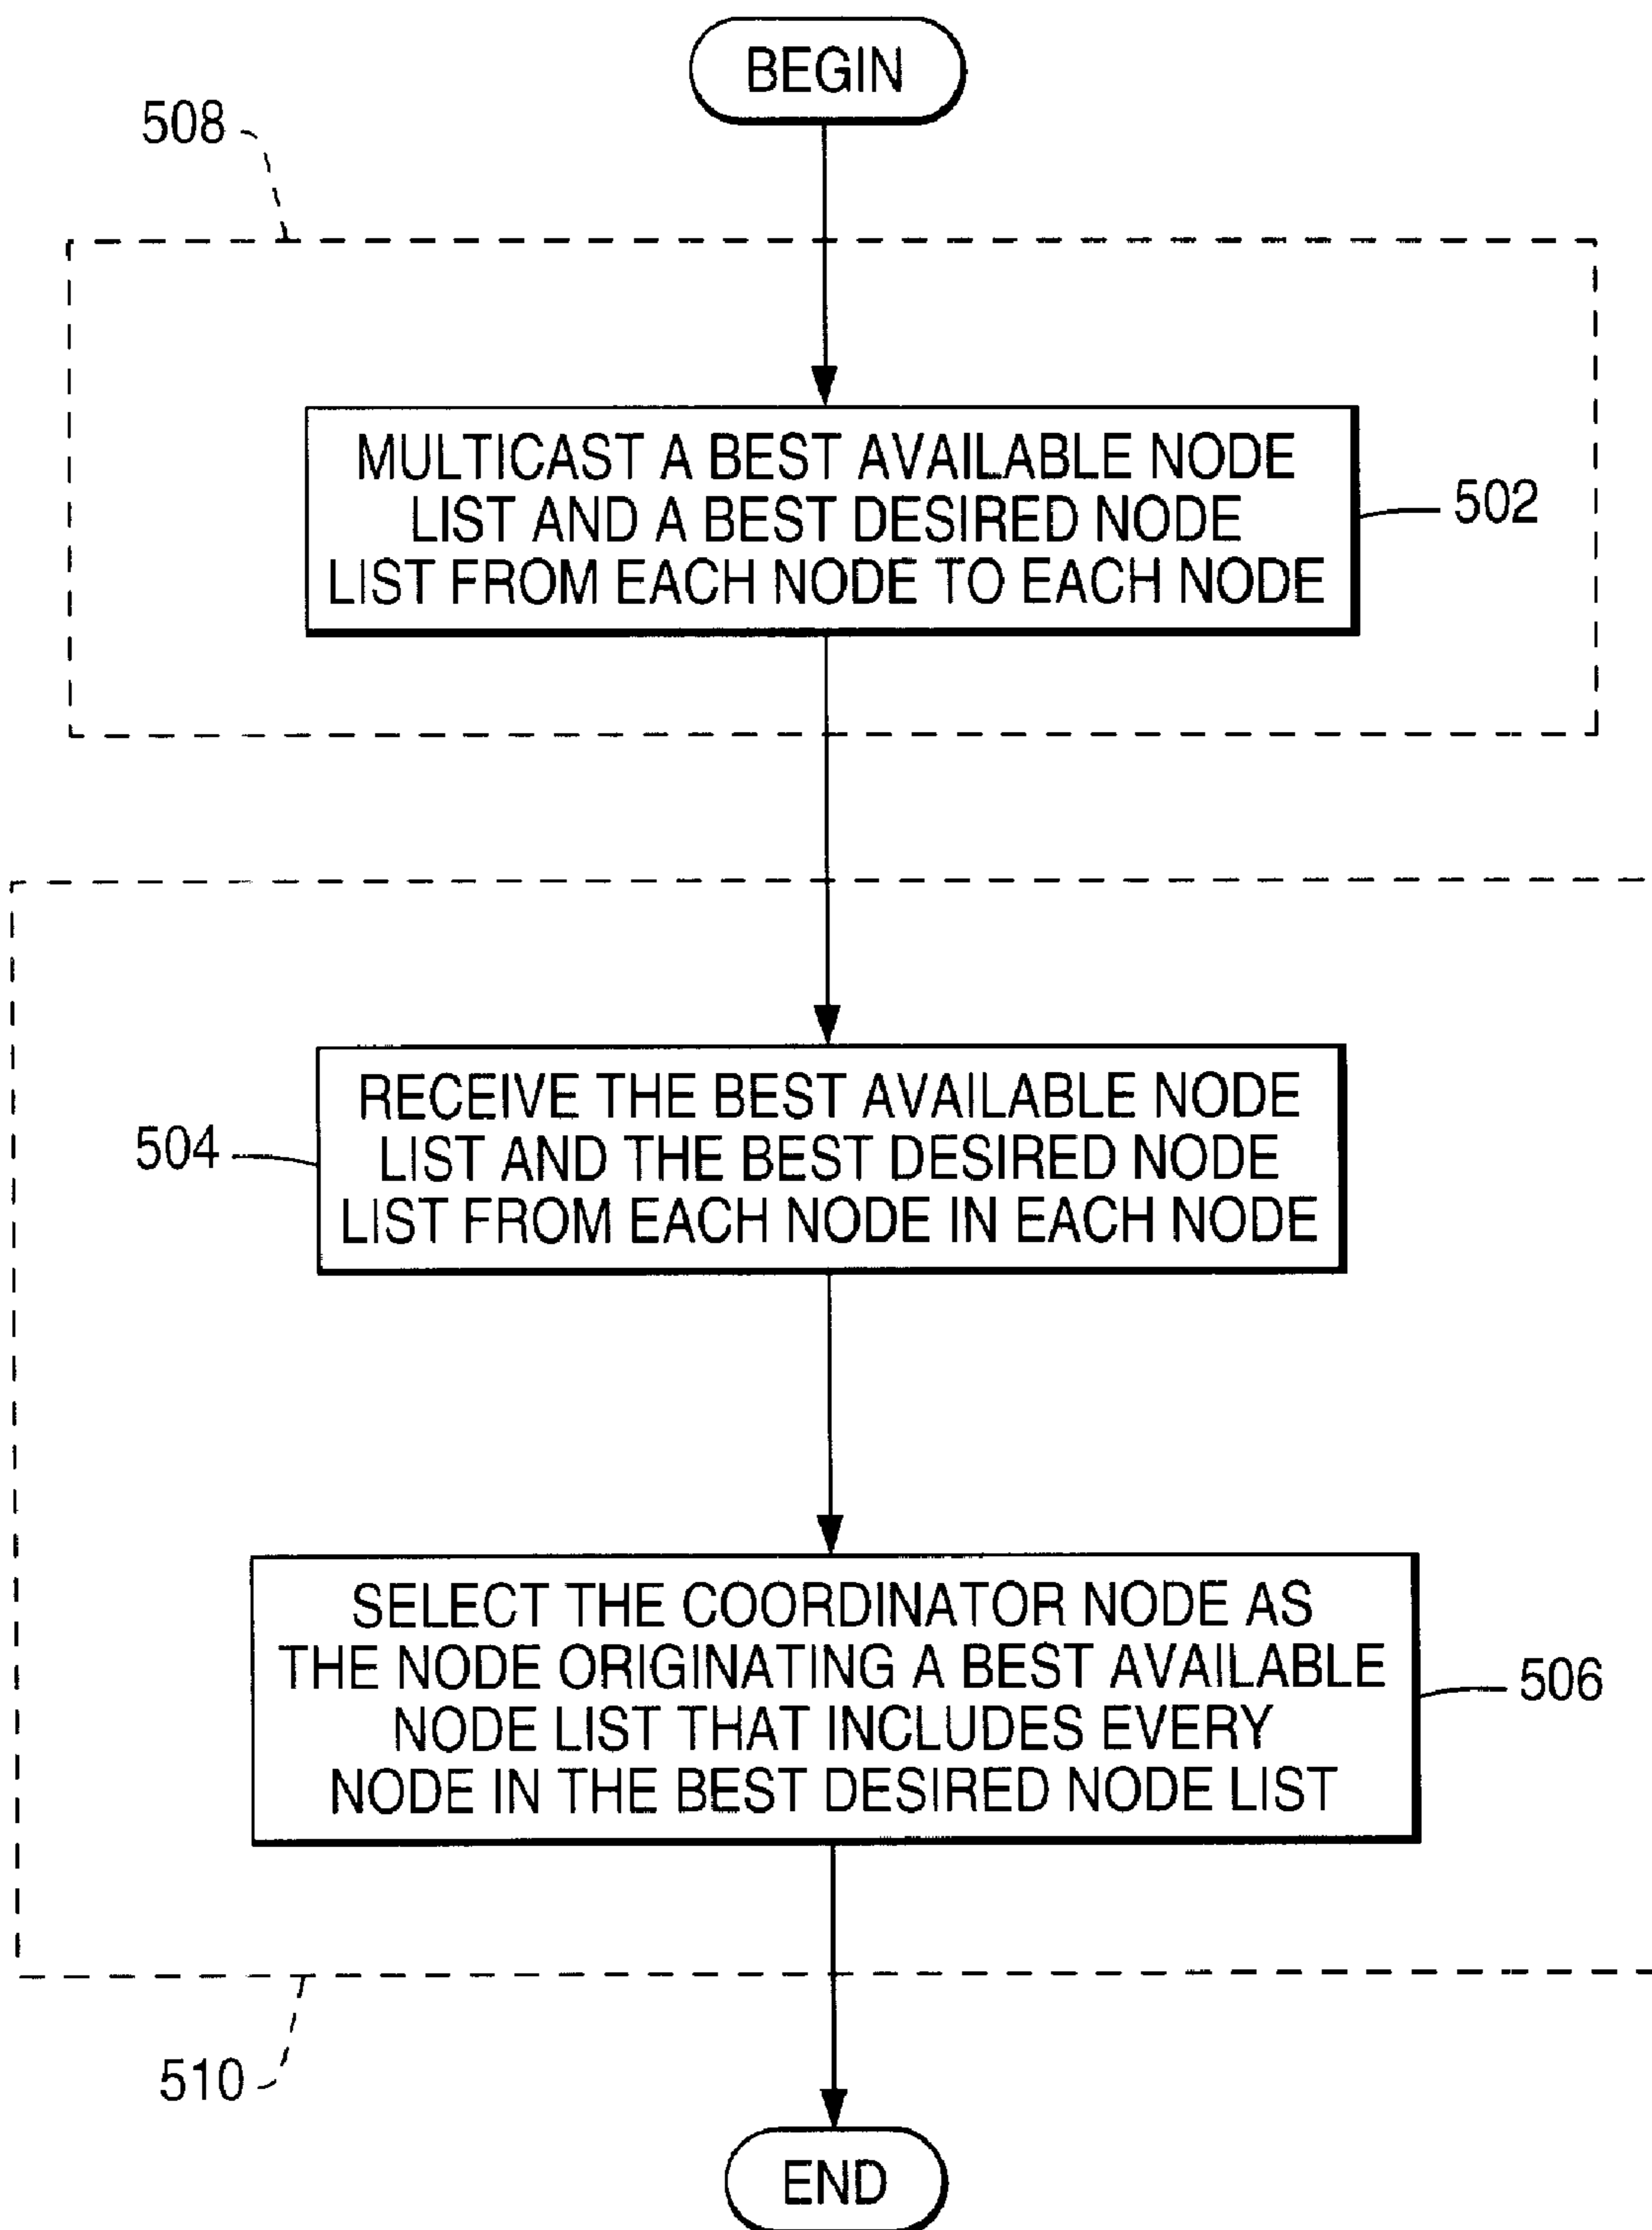 BEGIN
508
MULTICAST A BEST AVAILABLE NODE
LIST AND A BEST DESIRED NODE
LIST FROM EACH NODE TO EACH NODE
502
RECEIVE THE BEST AVAILABLE NODE
LIST AND THE BEST DESIRED NODE
LIST FROM EACH NODE IN EACH NODE
504
SELECT THE COORDINATOR NODE AS
THE NODE ORIGINATING A BEST AVAILABLE
NODE LIST THAT INCLUDES EVERY
NODE IN THE BEST DESIRED NODE LIST
506
510
END